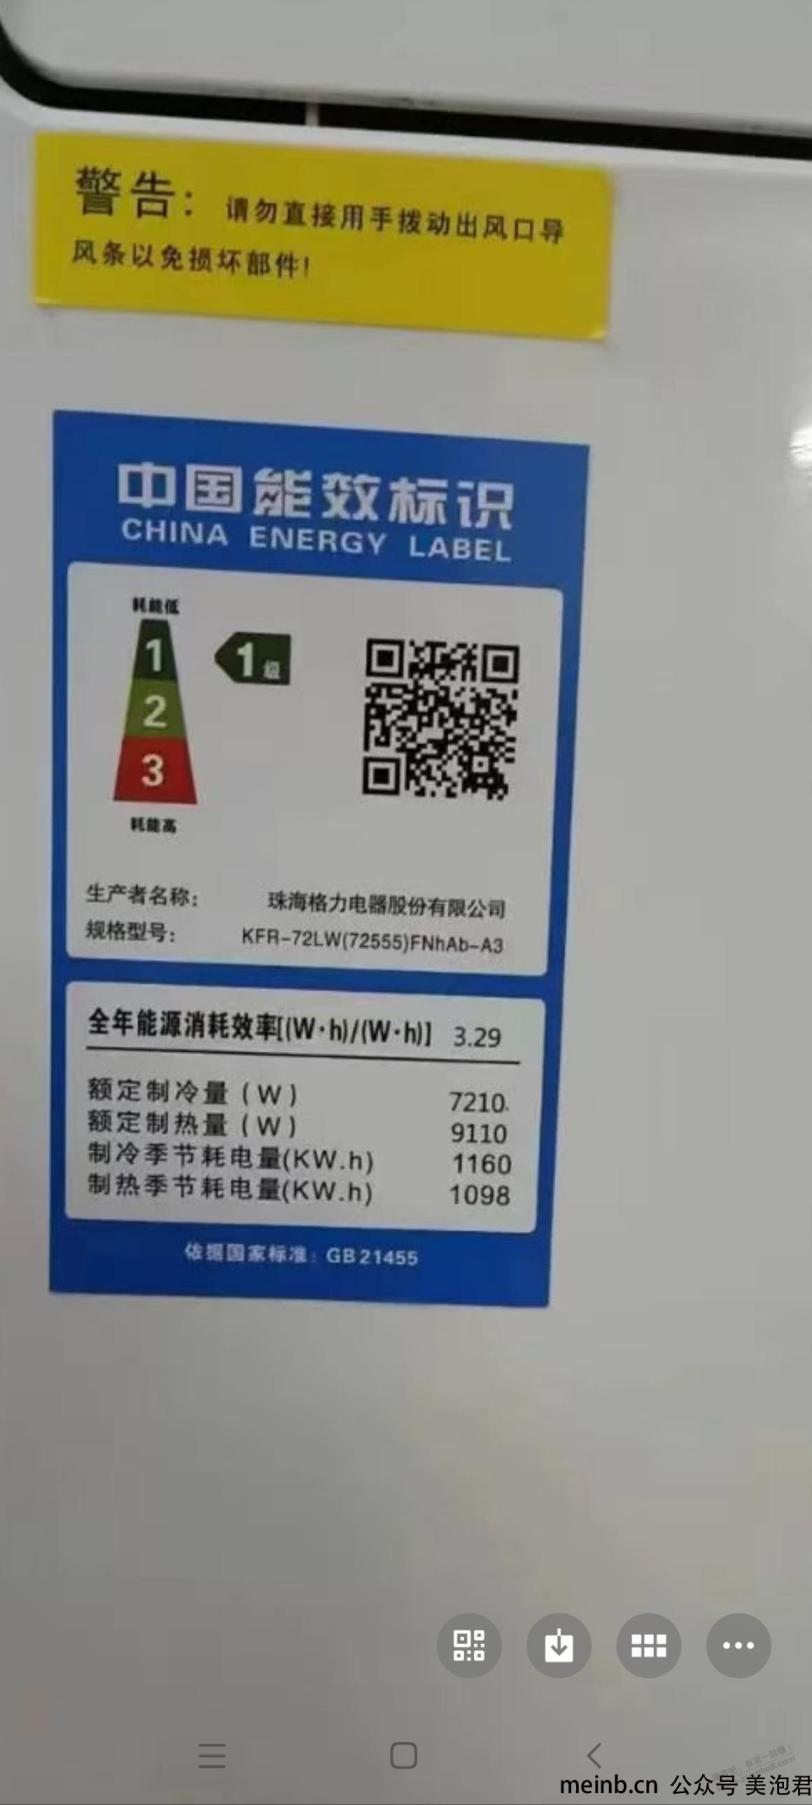 警告：请勿直接用手拨动出风口导
风条以免损坏部件!
中国能效标识
CHINA ENERGY LABEL
耗能低
1
1级
2
3
耗能高
生产者名称: 珠海格力电器股份有限公司
规格型号: KFR-72LW(72555)FNhAb-A3
全年能源消耗效率[(W·h)/(W·h)] 3.29
额定制冷量(W) 7210
额定制热量(W) 9110
制冷季节耗电量(KW.h) 1160
制热季节耗电量(KW.h) 1098
依据国家标准: GB21455
meinb.cn 公众号 美泡君